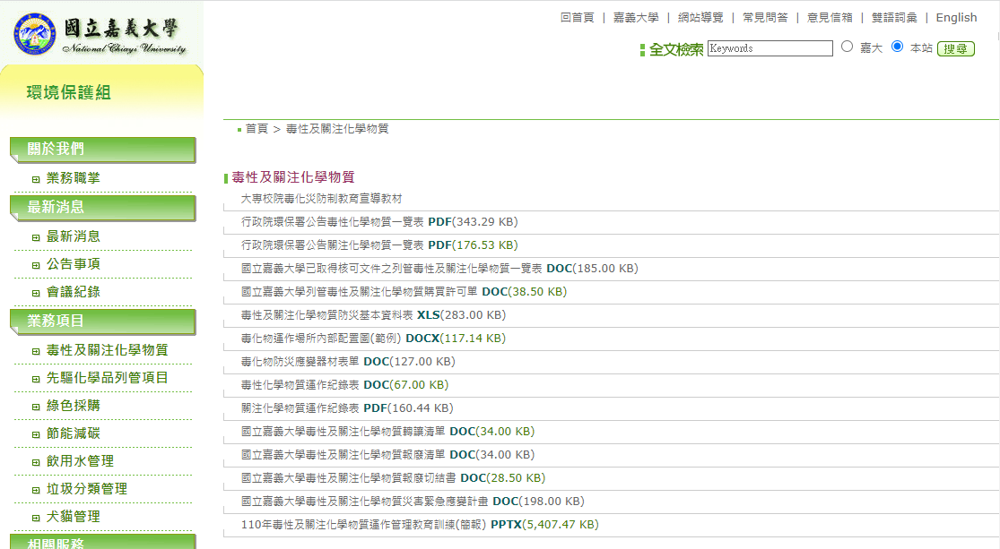 國立嘉義大學
National Chiayi University
回首頁 | 嘉義大學 | 網站導覽 | 常見問答 | 意見信箱 | 雙語詞彙 | English
全文檢索 Keywords 嘉大 本站 搜尋
環境保護組
關於我們
業務職掌
最新消息
最新消息
公告事項
會議紀錄
業務項目
毒性及關注化學物質
先驅化學品列管項目
綠色採購
節能減碳
飲用水管理
垃圾分類管理
犬貓管理
相關服務
首頁 > 毒性及關注化學物質
毒性及關注化學物質
大專校院毒化災防制教育宣導教材
行政院環保署公告毒性化學物質一覽表 PDF(343.29 KB)
行政院環保署公告關注化學物質一覽表 PDF(176.53 KB)
國立嘉義大學已取得核可文件之列管毒性及關注化學物質一覽表 DOC(185.00 KB)
國立嘉義大學列管毒性及關注化學物質購買許可單 DOC(38.50 KB)
毒性及關注化學物質防災基本資料表 XLS(283.00 KB)
毒化物運作場所內部配置圖(範例) DOCX(117.14 KB)
毒化物防災應變器材表單 DOC(127.00 KB)
毒性化學物質運作紀錄表 DOC(67.00 KB)
關注化學物質運作紀錄表 PDF(160.44 KB)
國立嘉義大學毒性及關注化學物質轉讓清單 DOC(34.00 KB)
國立嘉義大學毒性及關注化學物質報廢清單 DOC(34.00 KB)
國立嘉義大學毒性及關注化學物質報廢切結書 DOC(28.50 KB)
國立嘉義大學毒性及關注化學物質災害緊急應變計畫 DOC(198.00 KB)
110年毒性及關注化學物質運作管理教育訓練(簡報) PPTX(5,407.47 KB)